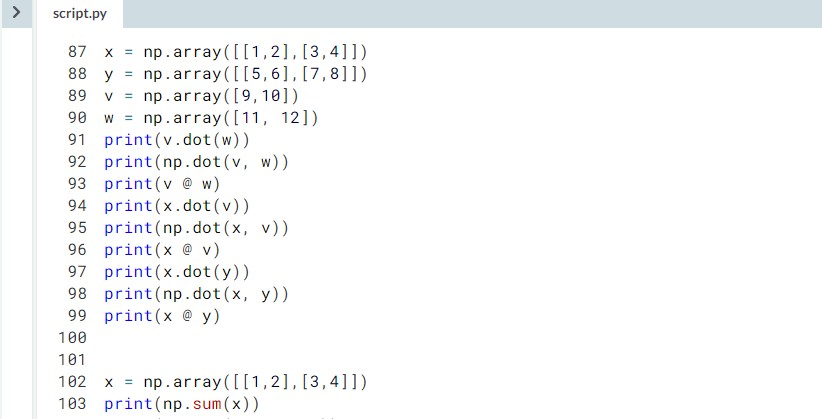 script.py
87 x = np.array([[1,2],[3,4]])
88 y = np.array([[5,6],[7,8]])
89 v = np.array([9,10])
90 w = np.array([11, 12])
91 print(v.dot(w))
92 print(np.dot(v, w))
93 print(v @ w)
94 print(x.dot(v))
95 print(np.dot(x, v))
96 print(x @ v)
97 print(x.dot(y))
98 print(np.dot(x, y))
99 print(x @ y)
100
101
102 x = np.array([[1,2],[3,4]])
103 print(np.sum(x))